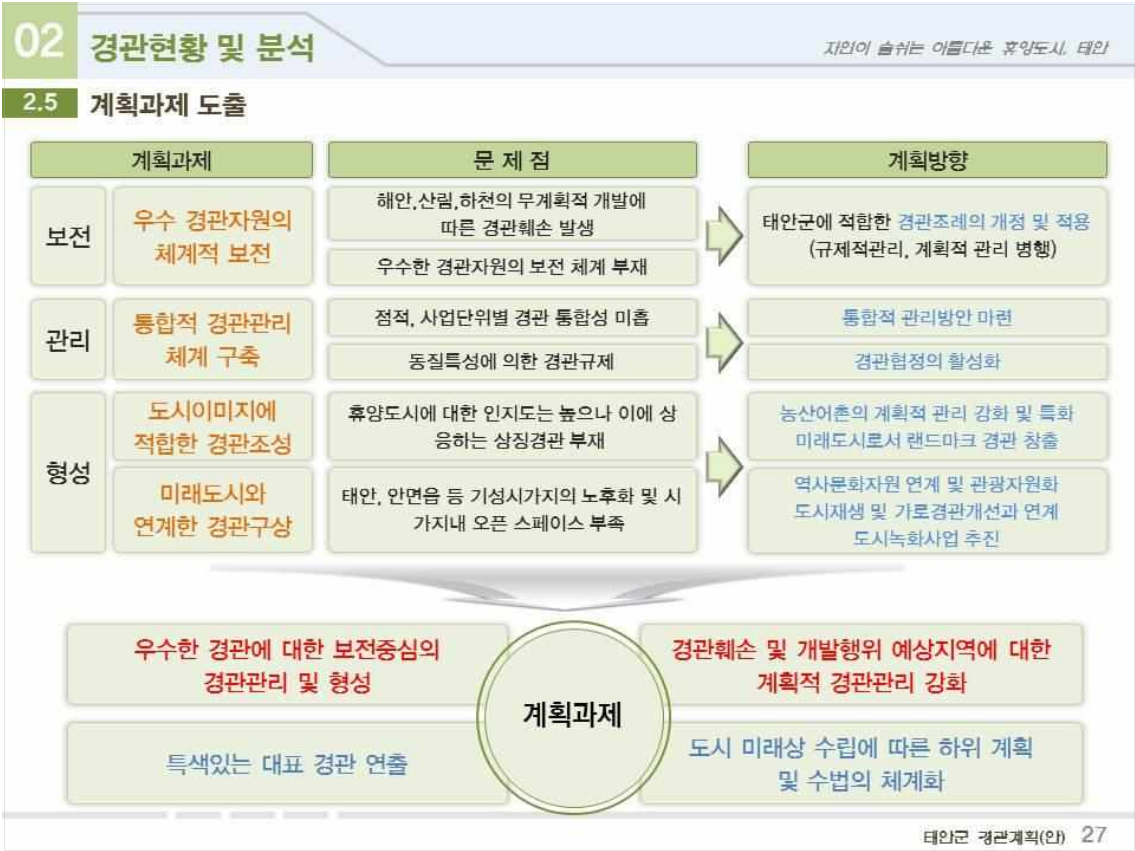 02 경관현황 및 분석
자연이 숨쉬는 아름다운 휴양도시, 태안
2.5 계획과제 도출
계획과제
문 제 점
계획방향
보전
우수 경관자원의
체계적 보전
해안,산림,하천의 무계획적 개발에
따른 경관훼손 발생
우수한 경관자원의 보전 체계 부재
태안군에 적합한 경관조례의 개정 및 적용
(규제적관리, 계획적 관리 병행)
관리
통합적 경관관리
체계 구축
점적, 사업단위별 경관 통합성 미흡
동질특성에 의한 경관규제
통합적 관리방안 마련
경관협정의 활성화
형성
도시이미지에
적합한 경관조성
휴양도시에 대한 인지도는 높으나 이에 상
응하는 상징경관 부재
농산어촌의 계획적 관리 강화 및 특화
미래도시로서 랜드마크 경관 창출
미래도시와
연계한 경관구상
태안, 안면읍 등 기성시가지의 노후화 및 시
가지내 오픈 스페이스 부족
역사문화자원 연계 및 관광자원화
도시재생 및 가로경관개선과 연계
도시녹화사업 추진
우수한 경관에 대한 보전중심의
경관관리 및 형성
경관훼손 및 개발행위 예상지역에 대한
계획적 경관관리 강화
계획과제
특색있는 대표 경관 연출
도시 미래상 수립에 따른 하위 계획
및 수법의 체계화
태안군 경관계획(안) 27